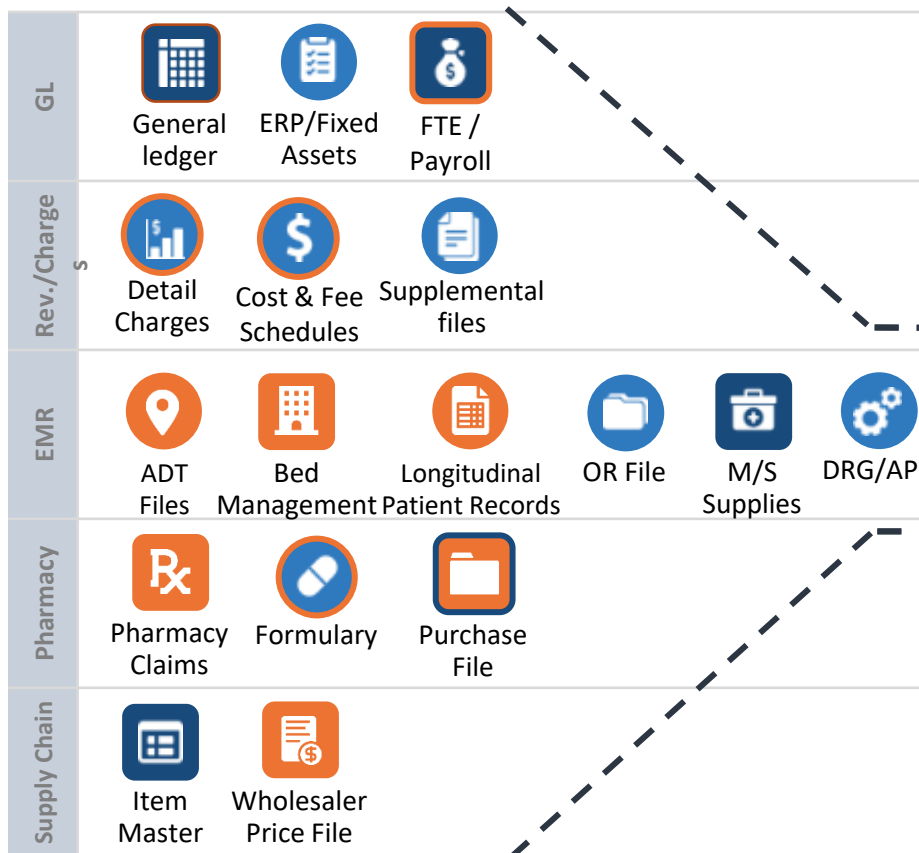 GL
General
ledger
ERP/Fixed
Assets
FTE /
Payroll
Rev./Charge
s
Detail
Charges
Cost & Fee
Schedules
Supplemental
files
EMR
ADT
Files
Bed
Management
Longitudinal
Patient Records
OR File
M/S
Supplies
DRG/AP
Pharmacy
Rx
Pharmacy
Claims
Formulary
Purchase
File
Supply Chain
Item
Master
Wholesaler
Price File